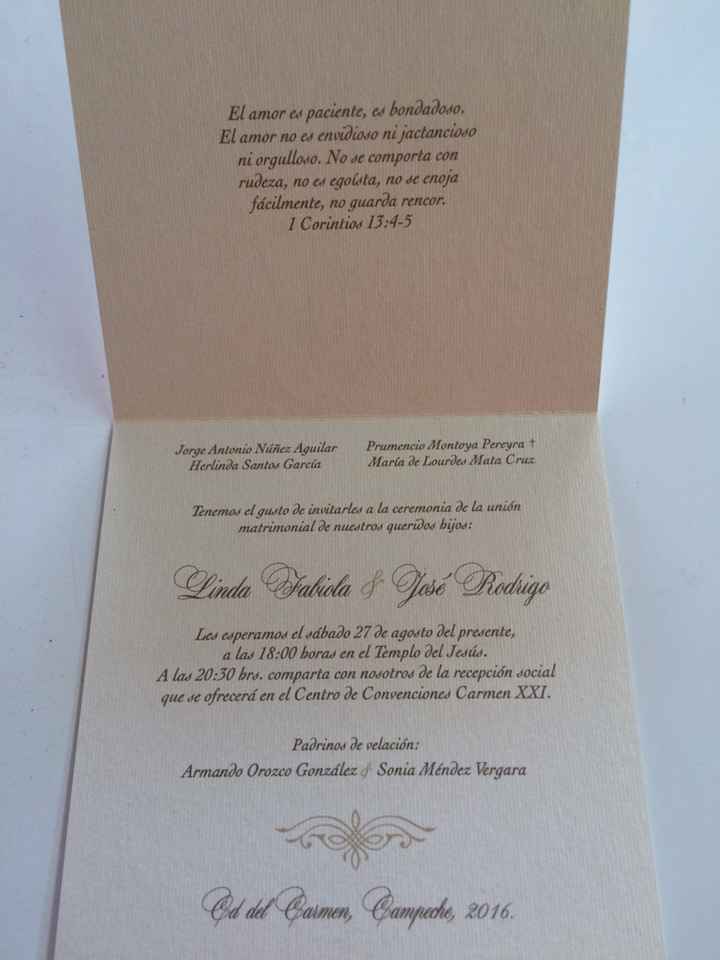 El amor es paciente, es bondadoso.
El amor no es envidioso ni jactancioso
ni orgulloso. No se comporta con
rudeza, no es egoísta, no se enoja
fácilmente, no guarda rencor.
1 Corintios 13:4-5
Jorge Antonio Núñez Aguilar
Herlinda Santos García
Prumencio Montoya Pereyra †
María de Lourdes Mata Cruz
Tenemos el gusto de invitarles a la ceremonia de la unión
matrimonial de nuestros queridos hijos:
Linda Fabiola & José Rodrigo
Les esperamos el sábado 27 de agosto del presente,
a las 18:00 horas en el Templo del Jesús.
A las 20:30 hrs. comparta con nosotros de la recepción social
que se ofrecerá en el Centro de Convenciones Carmen XXI.
Padrinos de velación:
Armando Orozco González & Sonia Méndez Vergara
Cd del Carmen, Campeche, 2016.